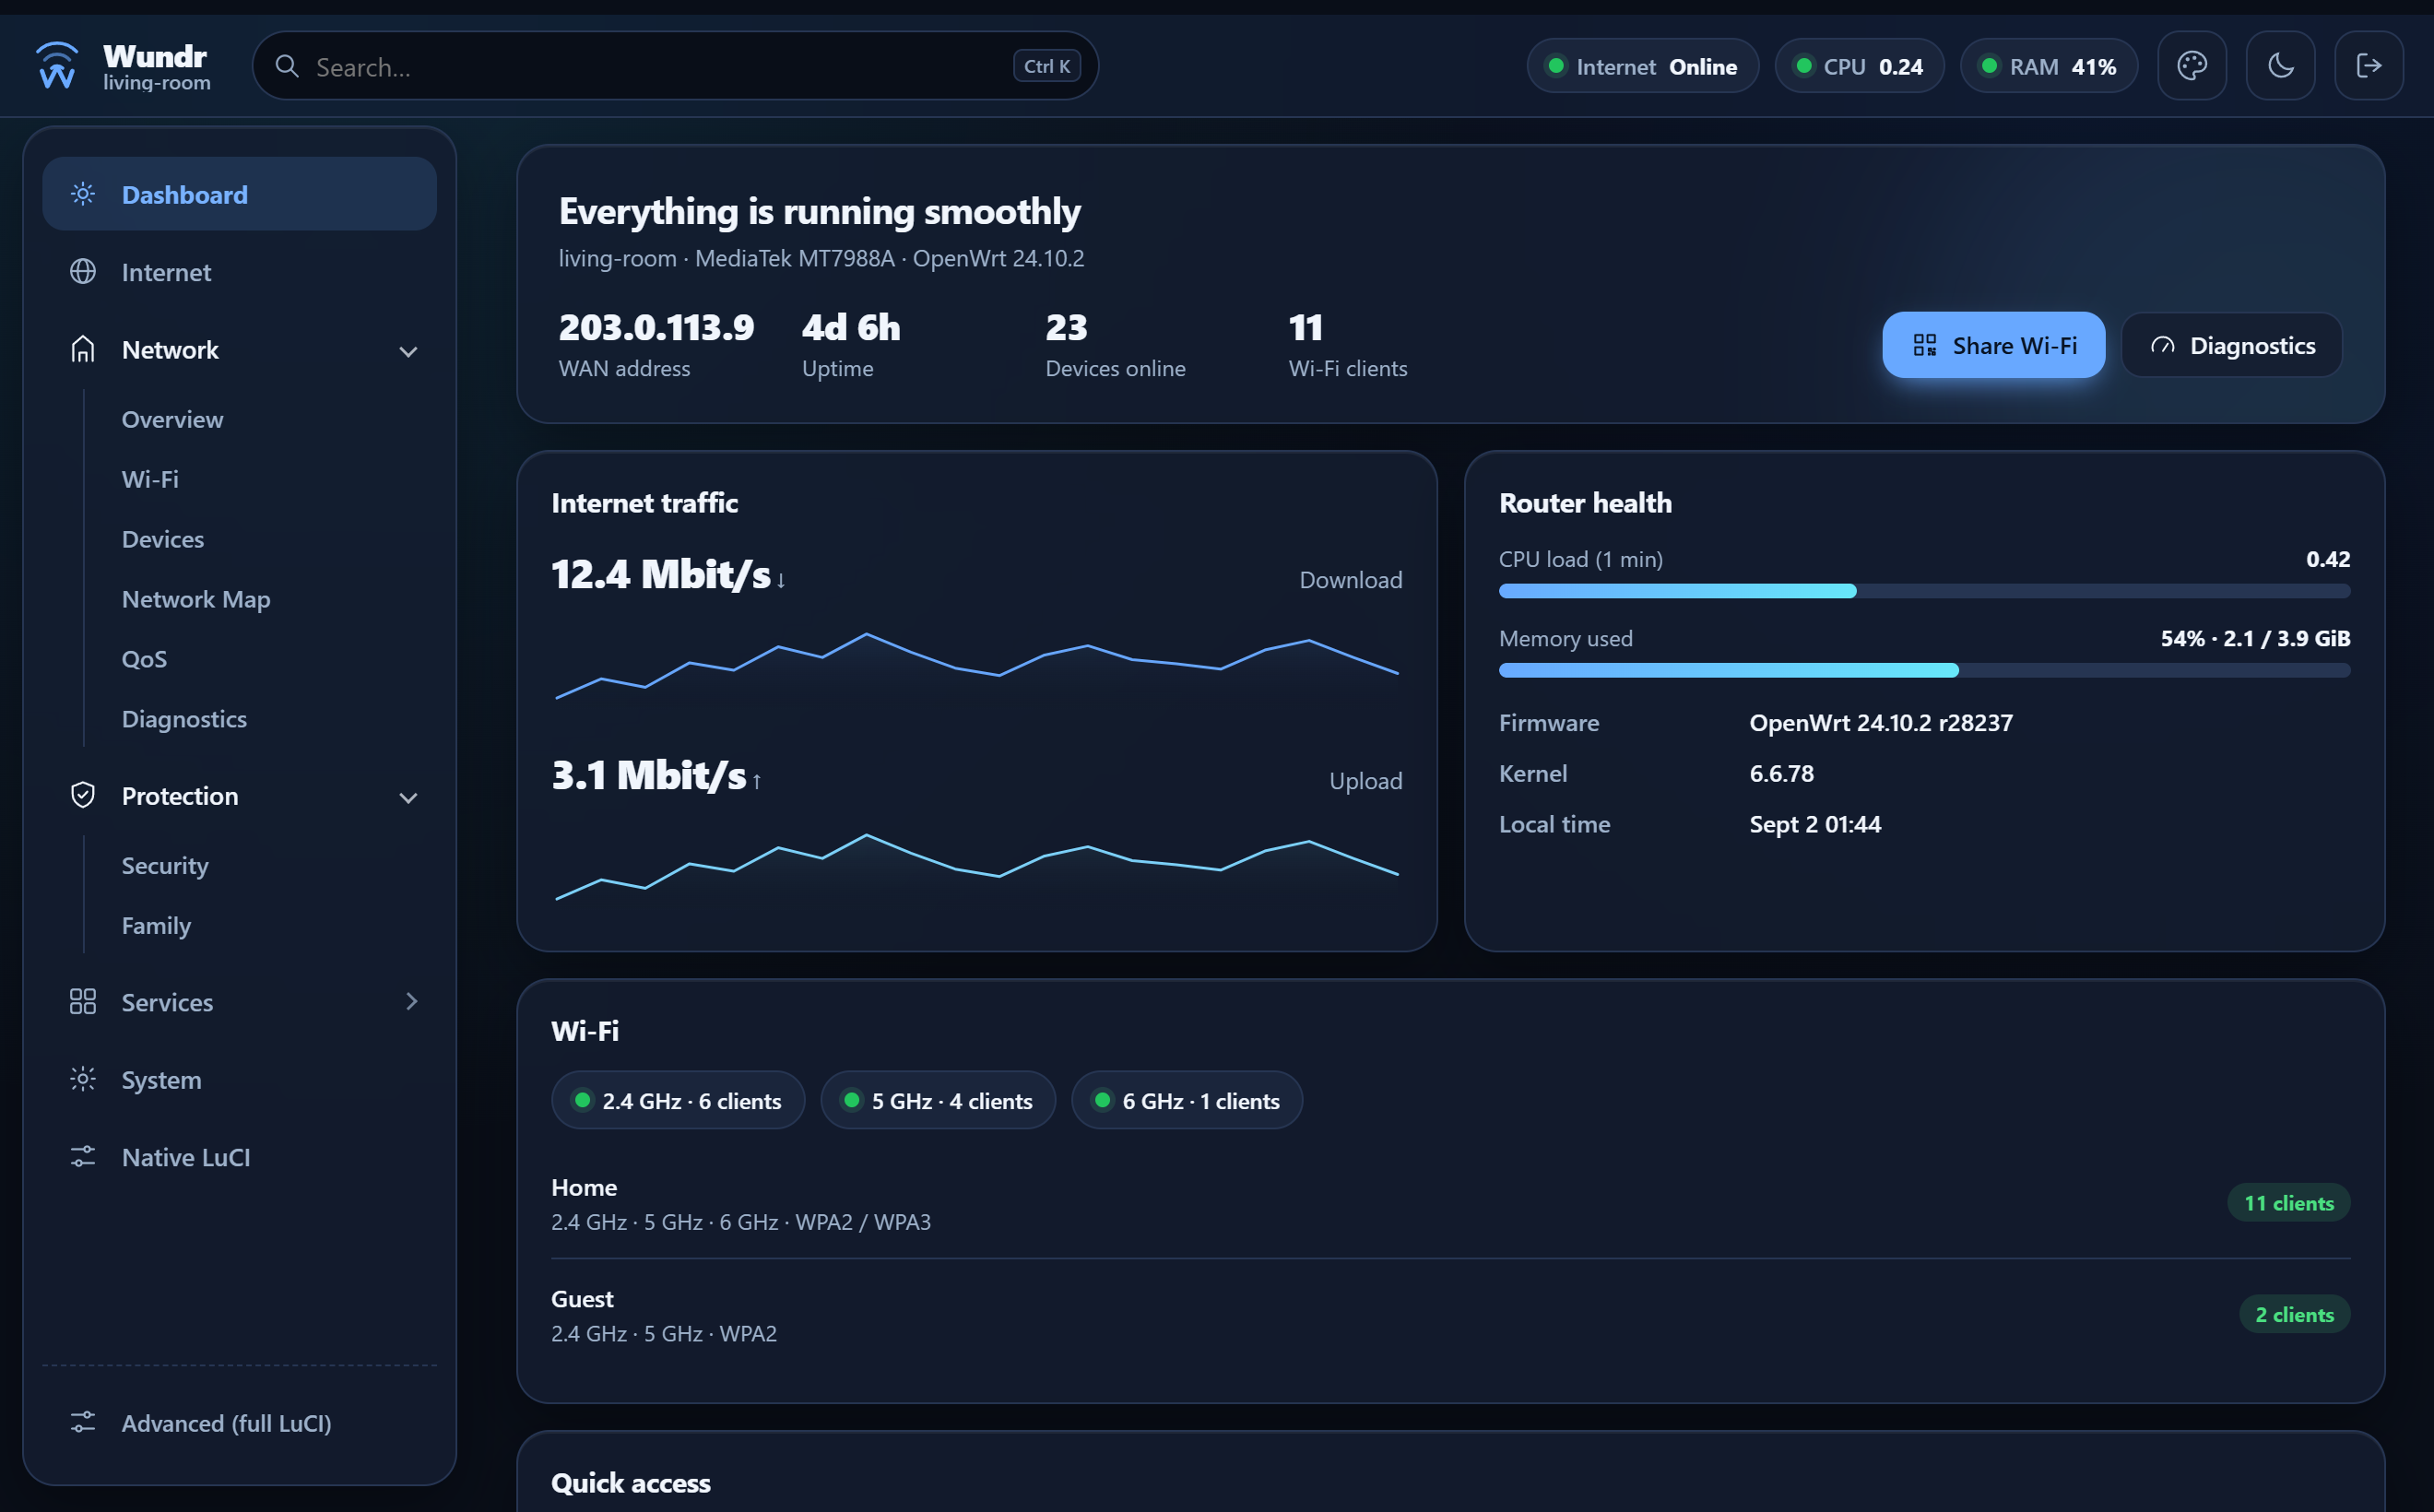 Wundr
living-room
Search...
Ctrl K
Internet Online
CPU 0.24
RAM 41%
Dashboard
Internet
Network
Overview
Wi-Fi
Devices
Network Map
QoS
Diagnostics
Protection
Security
Family
Services
System
Native LuCI
Advanced (full LuCI)
Everything is running smoothly
living-room · MediaTek MT7988A · OpenWrt 24.10.2
203.0.113.9
WAN address
4d 6h
Uptime
23
Devices online
11
Wi-Fi clients
Share Wi-Fi
Diagnostics
Internet traffic
12.4 Mbit/s ↓
Download
3.1 Mbit/s ↑
Upload
Router health
CPU load (1 min) 0.42
Memory used 54% · 2.1 / 3.9 GiB
Firmware OpenWrt 24.10.2 r28237
Kernel 6.6.78
Local time Sept 2 01:44
Wi-Fi
2.4 GHz · 6 clients
5 GHz · 4 clients
6 GHz · 1 clients
Home
2.4 GHz · 5 GHz · 6 GHz · WPA2 / WPA3
11 clients
Guest
2.4 GHz · 5 GHz · WPA2
2 clients
Quick access